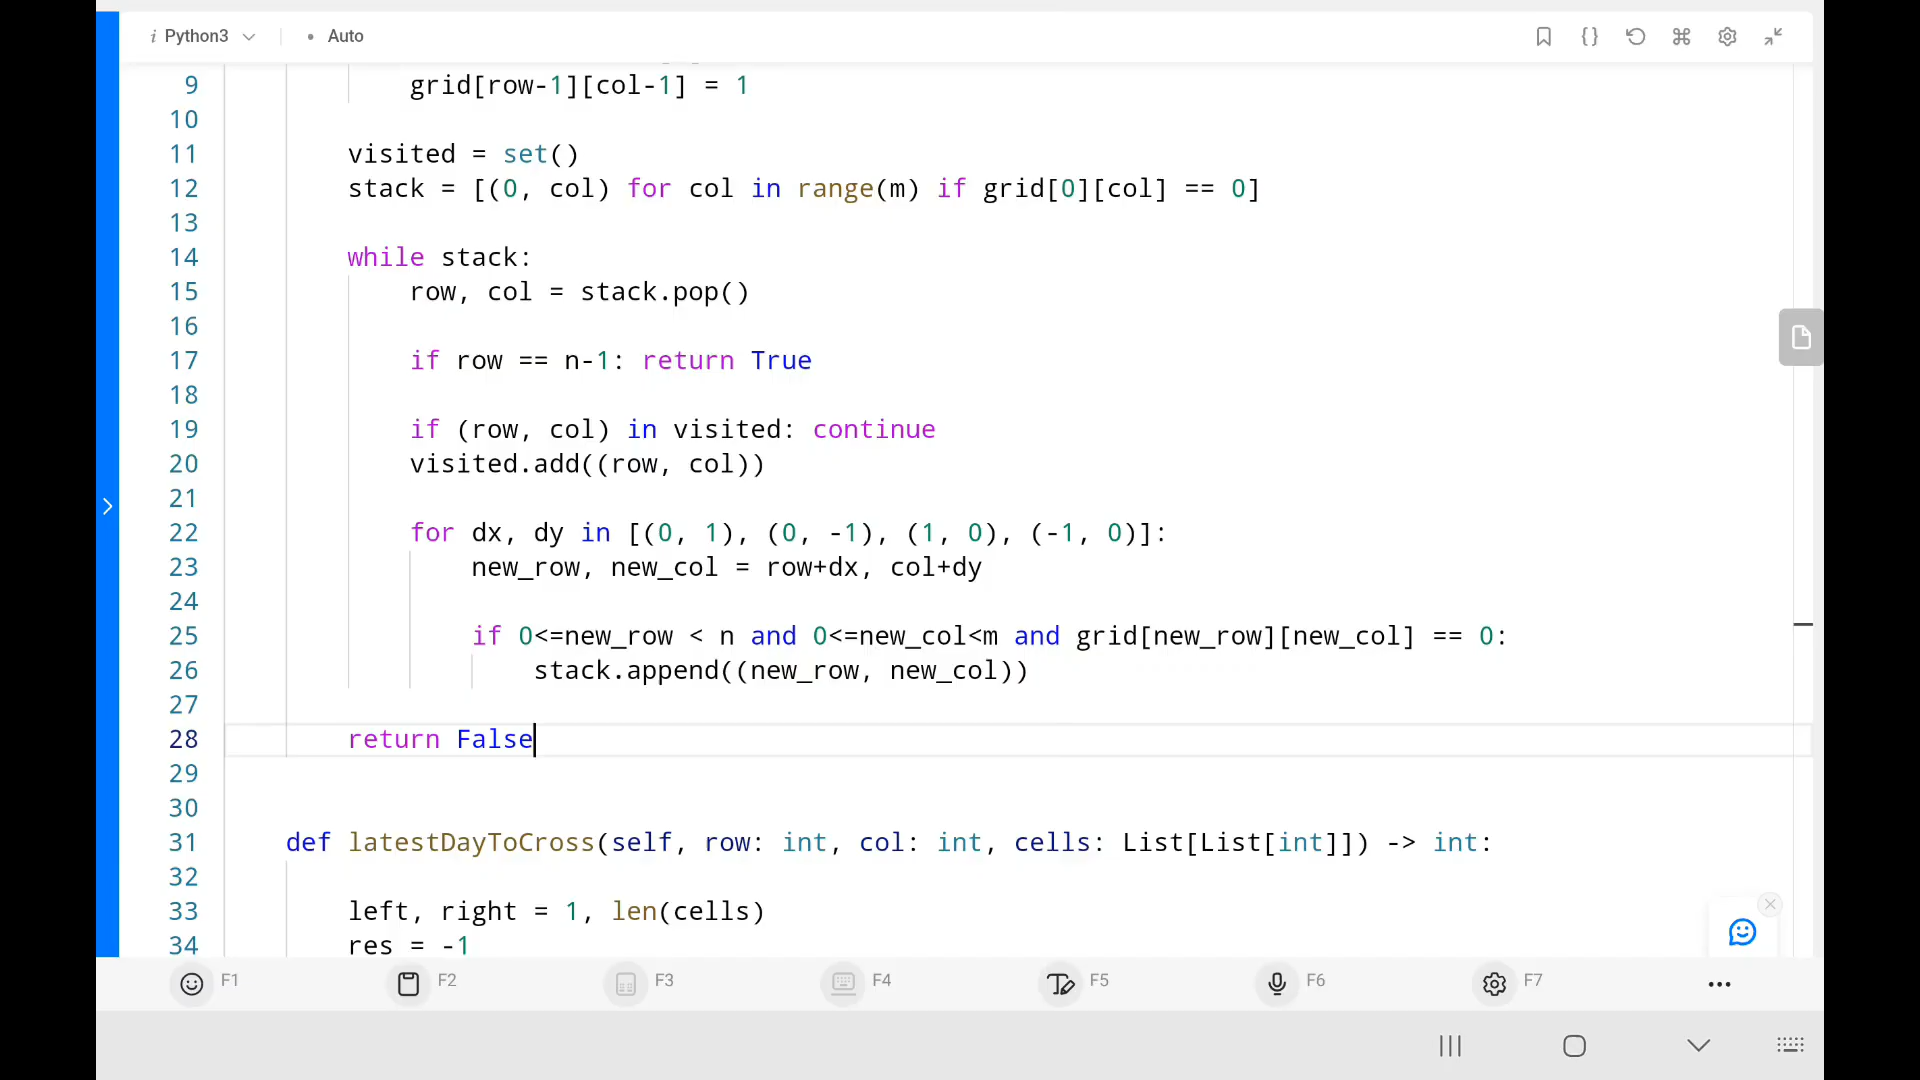 i Python3 • Auto
9 grid[row-1][col-1] = 1
10
11 visited = set()
12 stack = [(0, col) for col in range(m) if grid[0][col] == 0]
13
14 while stack:
15 row, col = stack.pop()
16
17 if row == n-1: return True
18
19 if (row, col) in visited: continue
20 visited.add((row, col))
21
22 for dx, dy in [(0, 1), (0, -1), (1, 0), (-1, 0)]:
23 new_row, new_col = row+dx, col+dy
24
25 if 0<=new_row < n and 0<=new_col<m and grid[new_row][new_col] == 0:
26 stack.append((new_row, new_col))
27
28 return False
29
30
31 def latestDayToCross(self, row: int, col: int, cells: List[List[int]]) -> int:
32
33 left, right = 1, len(cells)
34 res = -1
F1 F2 F3 F4 F5 F6 F7